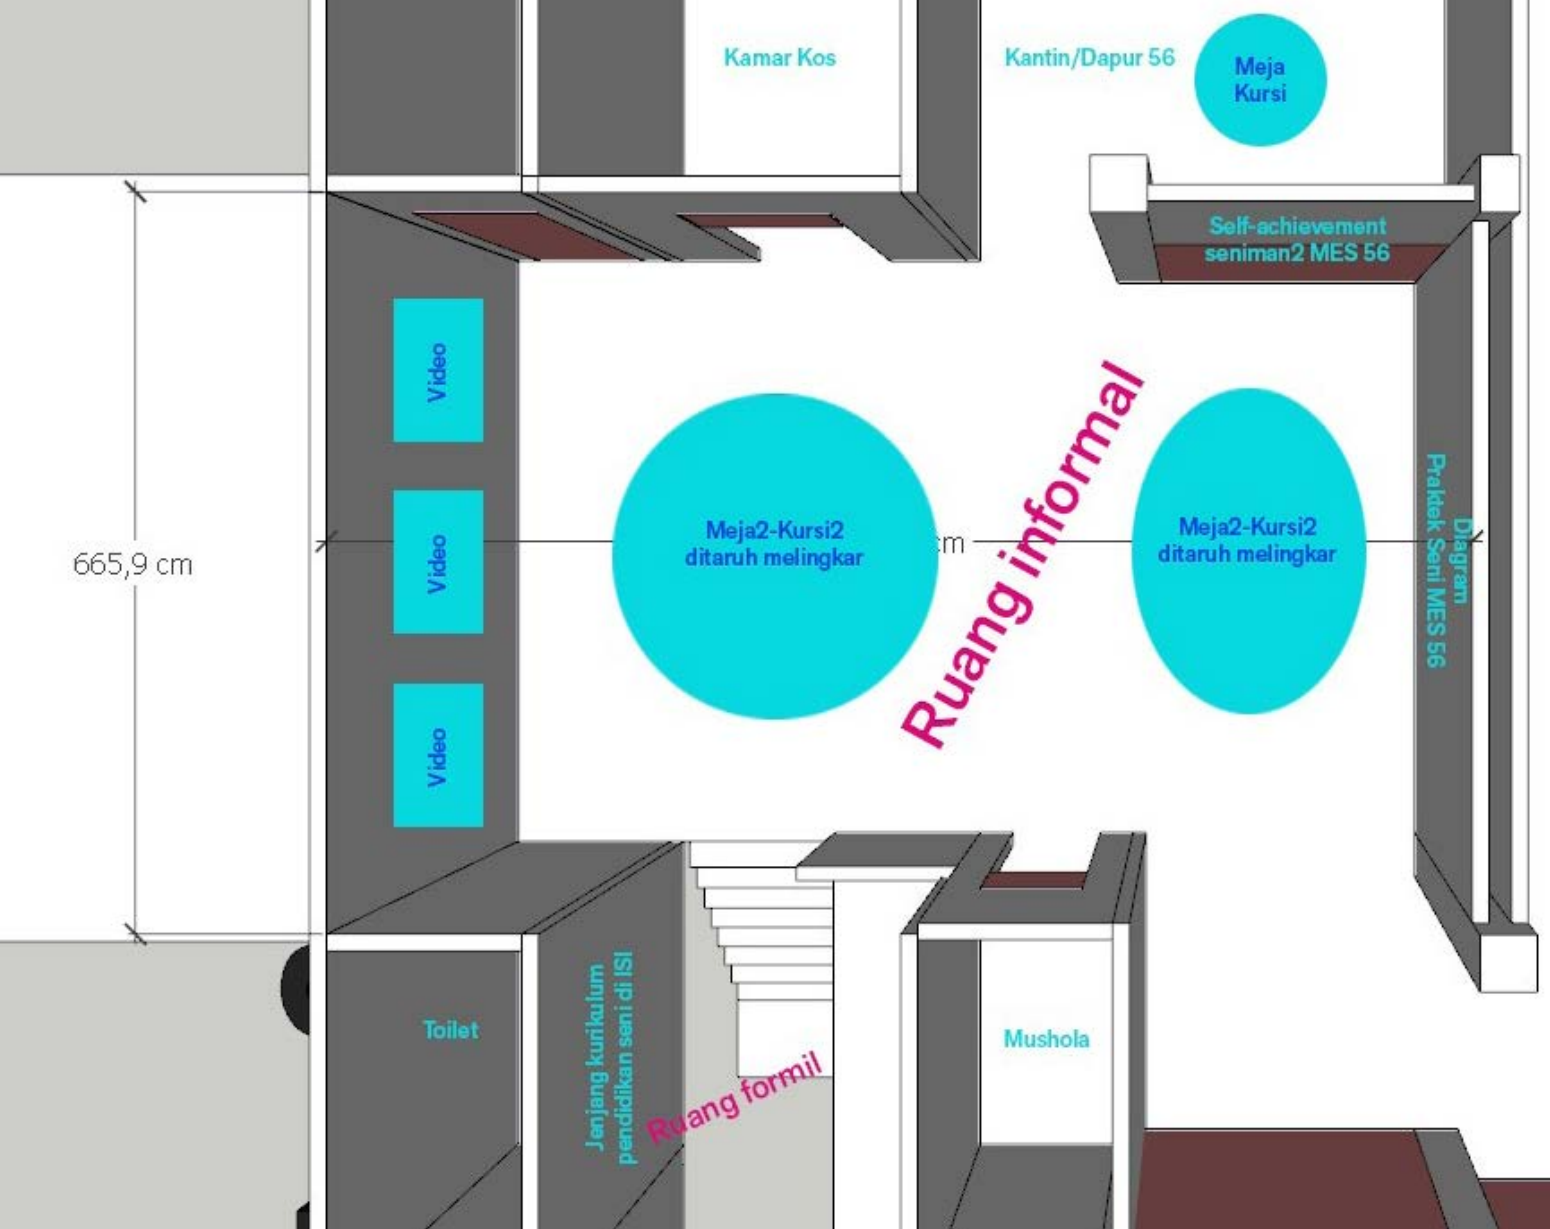 Kamar Kos
Kantin/Dapur 56
Meja
Kursi
Self-achievement
seniman2 MES 56
Video
Video
Video
665,9 cm
Meja2-Kursi2
ditaruh melingkar
cm
Ruang informal
Meja2-Kursi2
ditaruh melingkar
Diagram
Praktek Seni MES 56
Toilet
Jenjang kurikulum
pendidikan seni di ISI
Ruang formil
Mushola